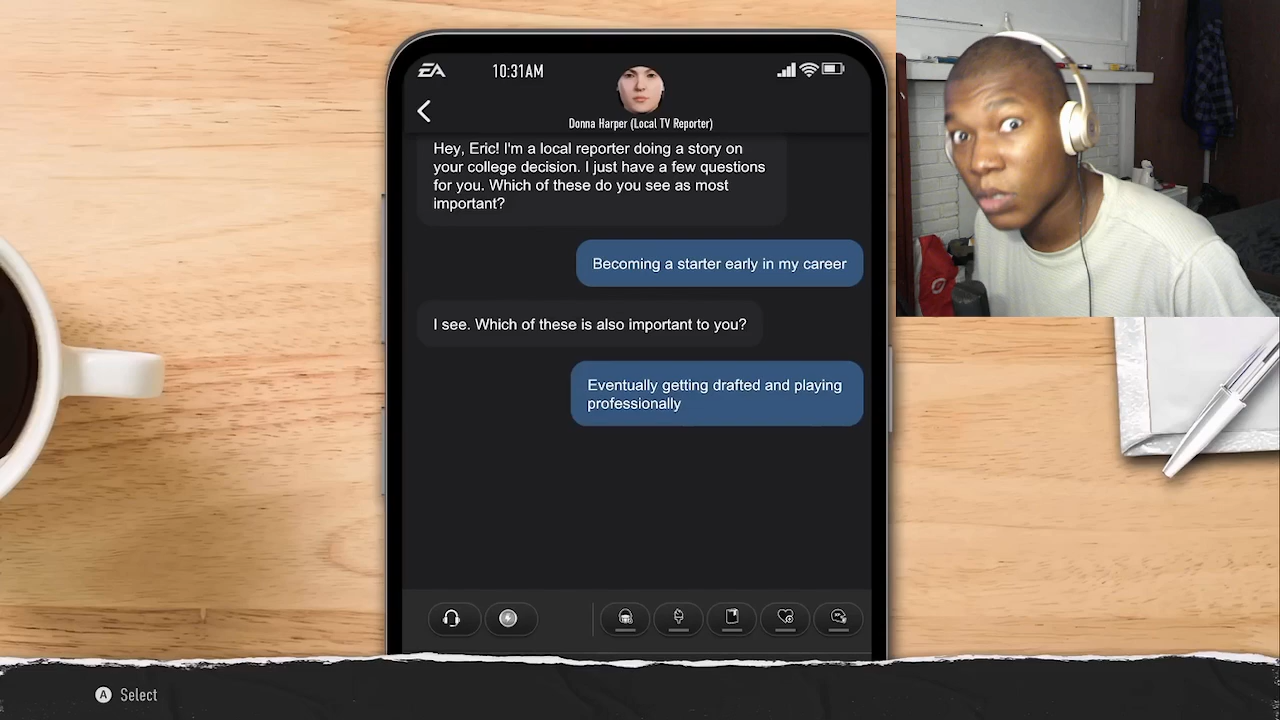 EA
10:31AM
Donna Harper (Local TV Reporter)
Hey, Eric! I'm a local reporter doing a story on
your college decision. I just have a few questions
for you. Which of these do you see as most
important?
Becoming a starter early in my career
I see. Which of these is also important to you?
Eventually getting drafted and playing
professionally
A Select